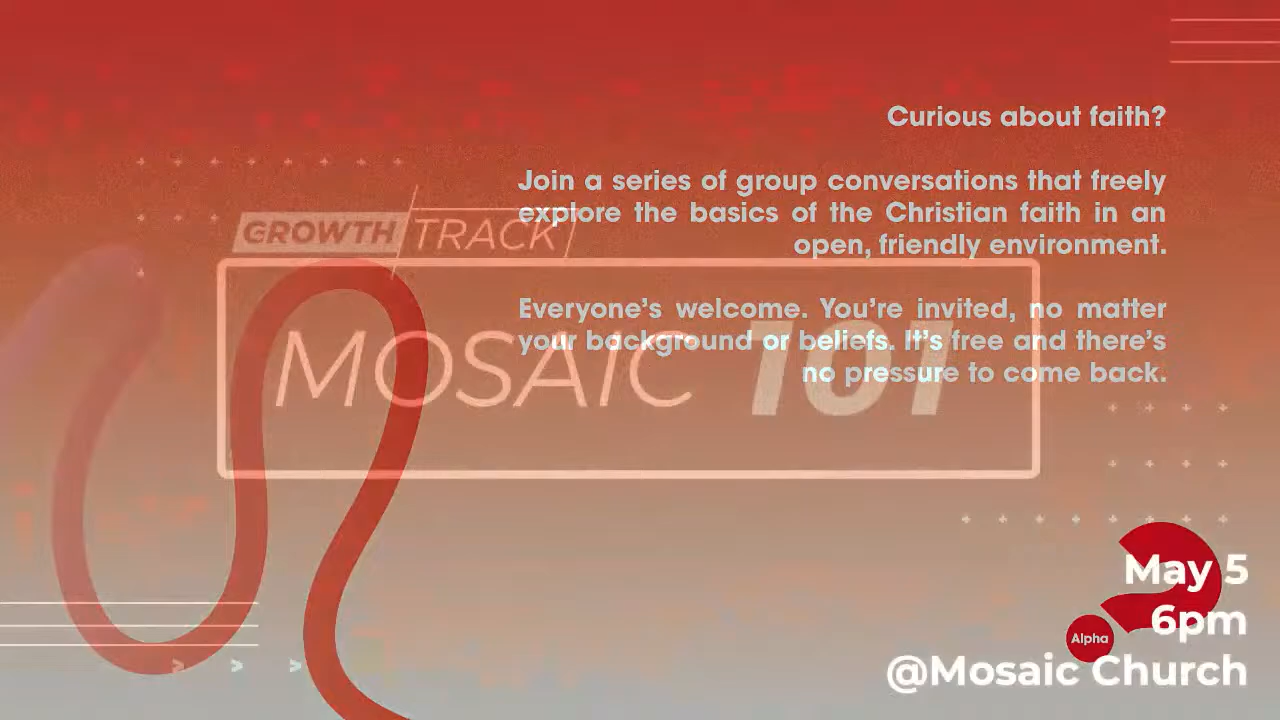 Curious about faith?
Join a series of group conversations that freely
explore the basics of the Christian faith in an
open, friendly environment.
GROWTH TRACK
Everyone's welcome. You're invited, no matter
your background or beliefs. It's free and there's
no pressure to come back.
MOSAIC 101
May 5
6pm
Alpha
@Mosaic Church